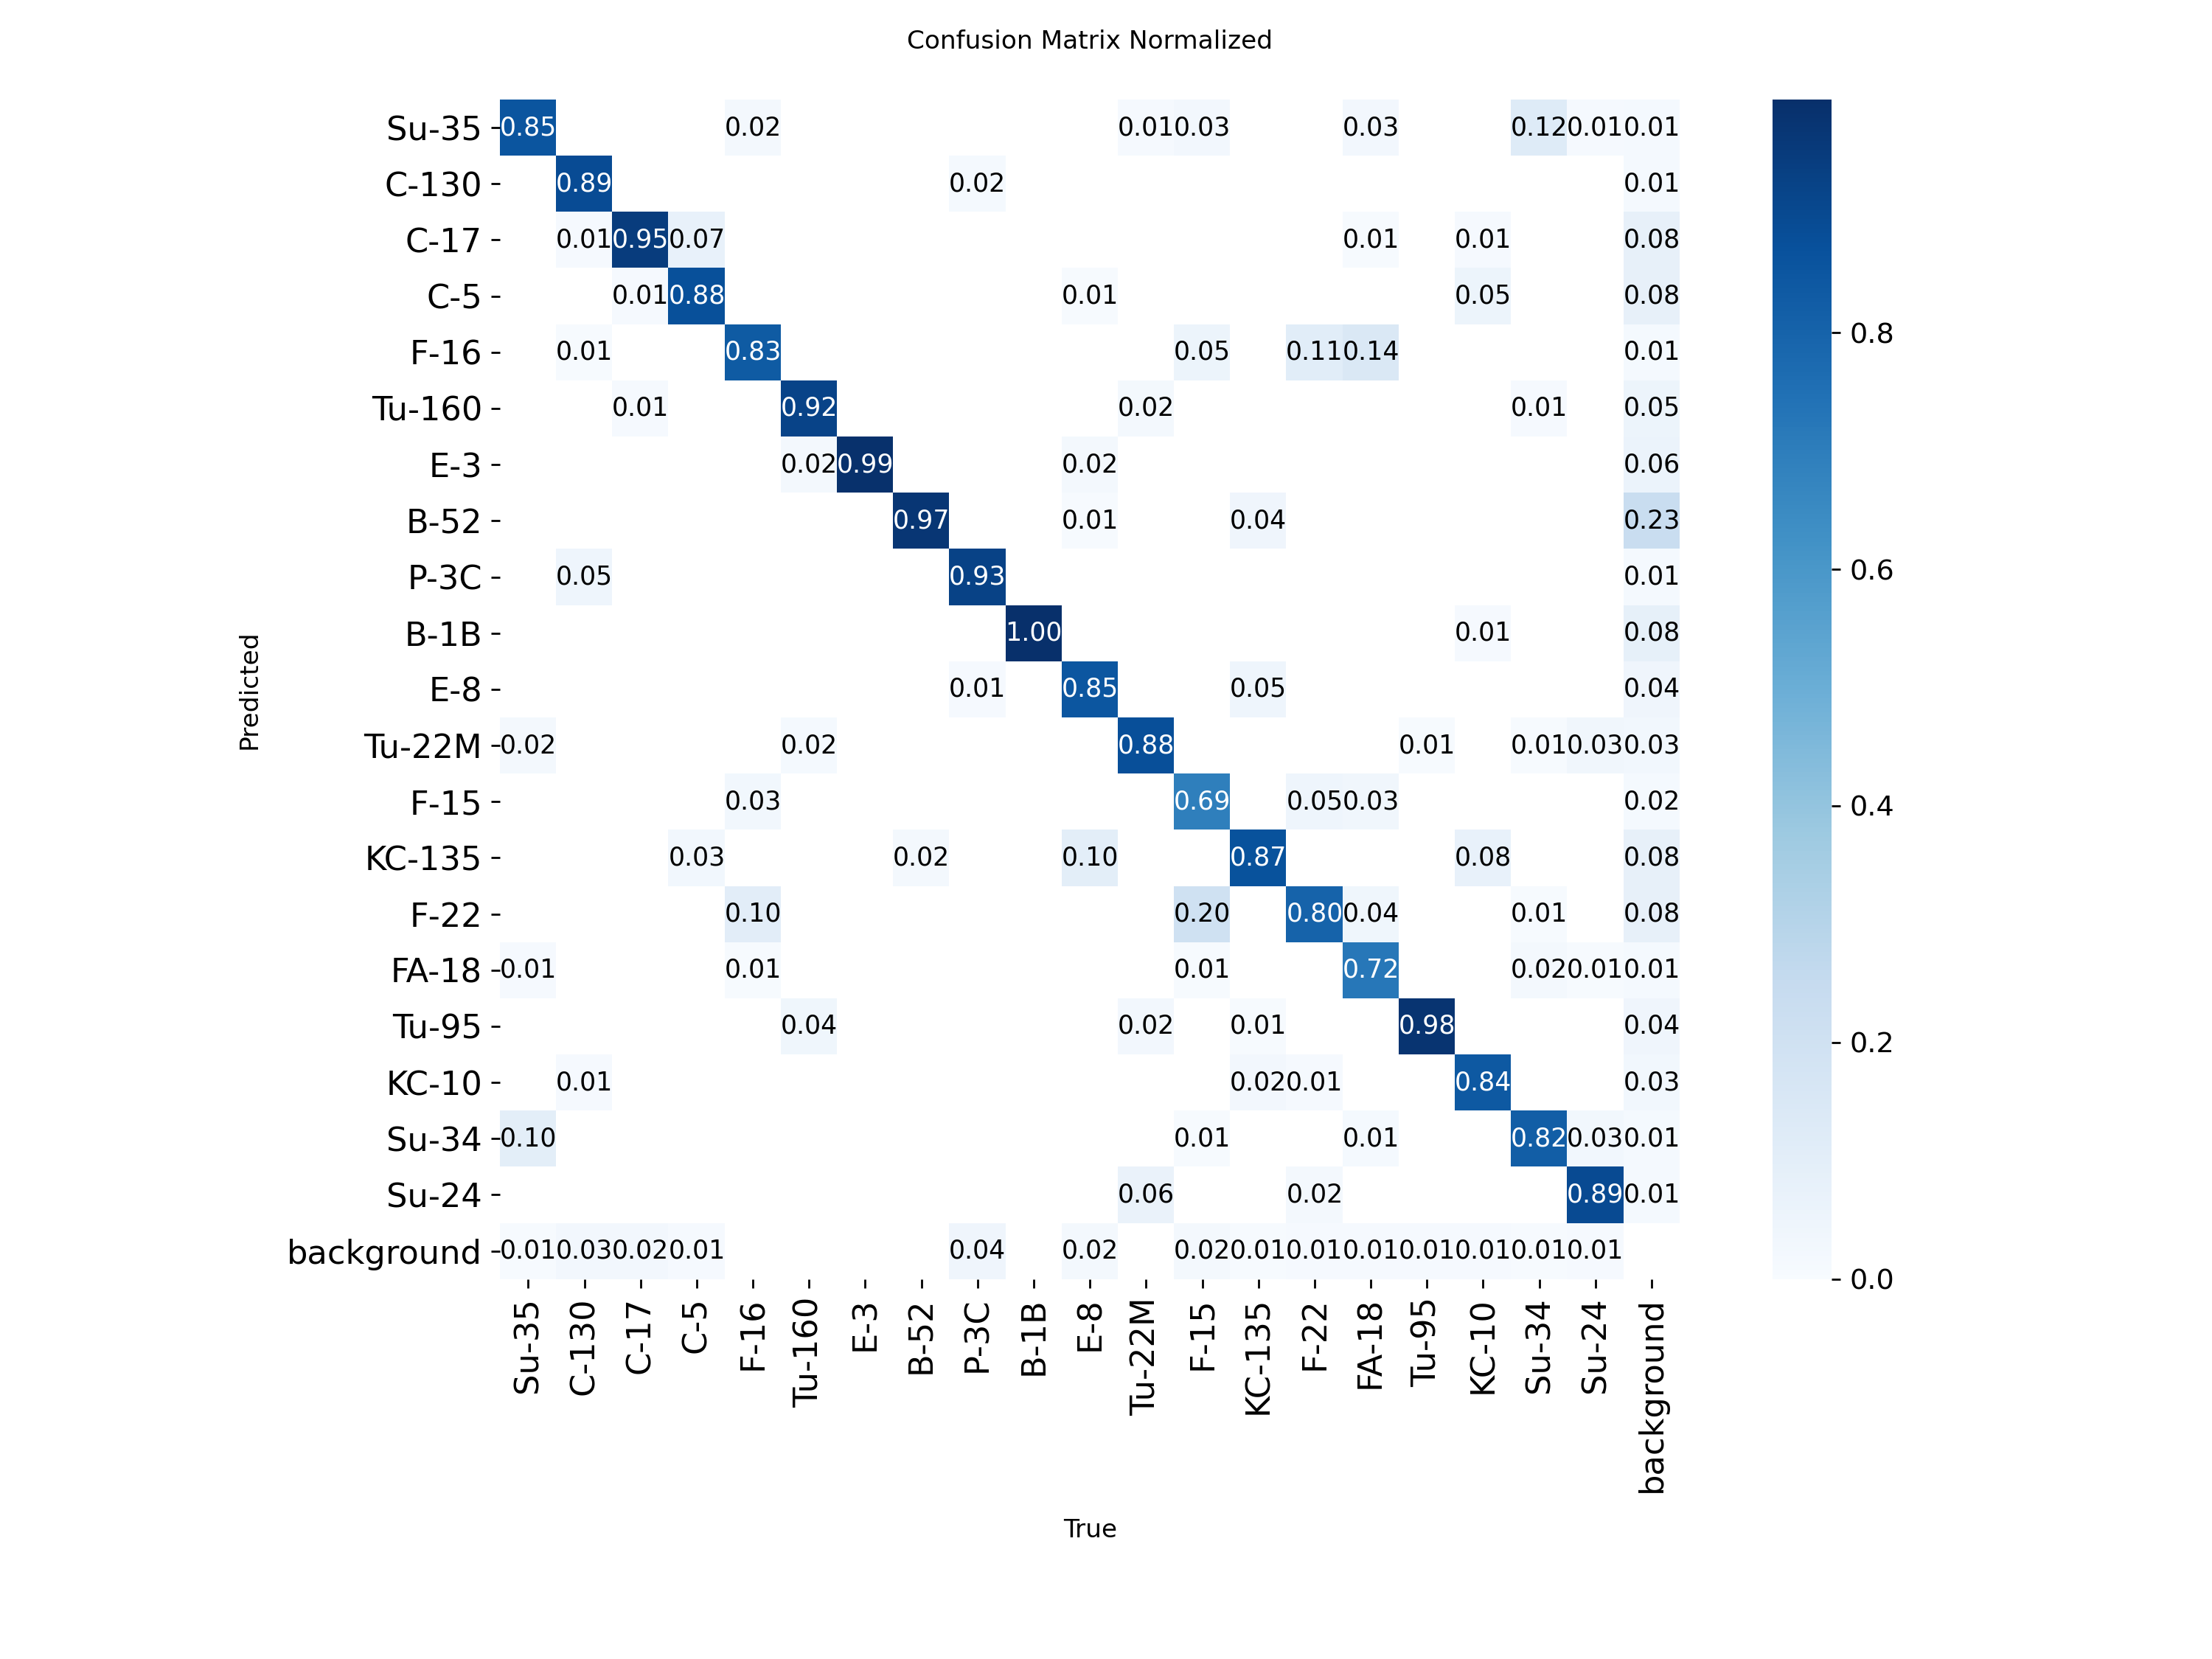 Confusion Matrix Normalized
Su-35 0.85 0.02 0.01 0.03 0.03 0.12 0.01 0.01
C-130 0.89 0.02 0.01
C-17 0.01 0.95 0.07 0.01 0.01 0.08
C-5 0.01 0.88 0.01 0.05 0.08
F-16 0.01 0.83 0.05 0.11 0.14 0.01
0.8
Tu-160 0.01 0.92 0.02 0.01 0.05
E-3 0.02 0.99 0.02 0.06
B-52 0.97 0.01 0.04 0.23
P-3C 0.05 0.93 0.01
0.6
B-1B 1.00 0.01 0.08
E-8 0.01 0.85 0.05 0.04
Predicted
Tu-22M 0.02 0.02 0.88 0.01 0.01 0.03 0.03
F-15 0.03 0.69 0.05 0.03 0.02
0.4
KC-135 0.03 0.02 0.10 0.87 0.08 0.08
F-22 0.10 0.20 0.80 0.04 0.01 0.08
FA-18 0.01 0.01 0.01 0.72 0.02 0.01 0.01
Tu-95 0.04 0.02 0.01 0.98 0.04
0.2
KC-10 0.01 0.02 0.01 0.84 0.03
Su-34 0.10 0.01 0.01 0.82 0.03 0.01
Su-24 0.06 0.02 0.89 0.01
background 0.01 0.03 0.02 0.01 0.04 0.02 0.02 0.01 0.01 0.01 0.01 0.01 0.01 0.01
0.0
Su-35 C-130 C-17 C-5 F-16 Tu-160 E-3 B-52 P-3C B-1B E-8 Tu-22M F-15 KC-135 F-22 FA-18 Tu-95 KC-10 Su-34 Su-24 background
True